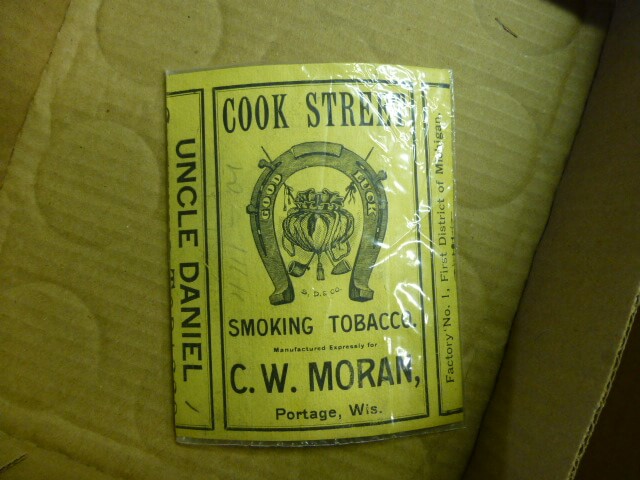 COOK STREET
GOOD LUCK
S. D. & CO.
SMOKING TOBACCO.
Manufactured Expressly for
C. W. MORAN,
Portage, Wis.
UNCLE DANIEL
Factory No. 1, First District of Michigan,